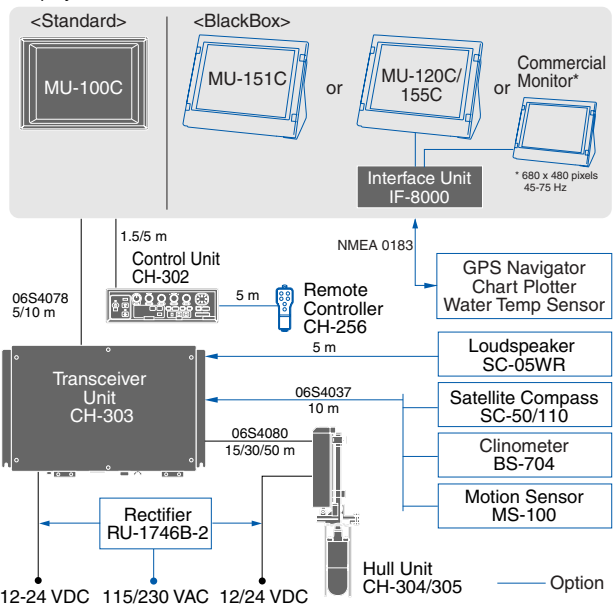 <Standard>
<BlackBox>
MU-100C
MU-151C
or
MU-120C/
155C
or
Commercial
Monitor*
* 680 x 480 pixels
45-75 Hz
Interface Unit
IF-8000
1.5/5 m
NMEA 0183
Control Unit
CH-302
06S4078
5/10 m
5 m
Remote
Controller
CH-256
GPS Navigator
Chart Plotter
Water Temp Sensor
5 m
Loudspeaker
SC-05WR
Transceiver
Unit
CH-303
06S4037
10 m
Satellite Compass
SC-50/110
06S4080
15/30/50 m
Clinometer
BS-704
Motion Sensor
MS-100
Rectifier
RU-1746B-2
Hull Unit
CH-304/305
Option
12-24 VDC
115/230 VAC
12/24 VDC